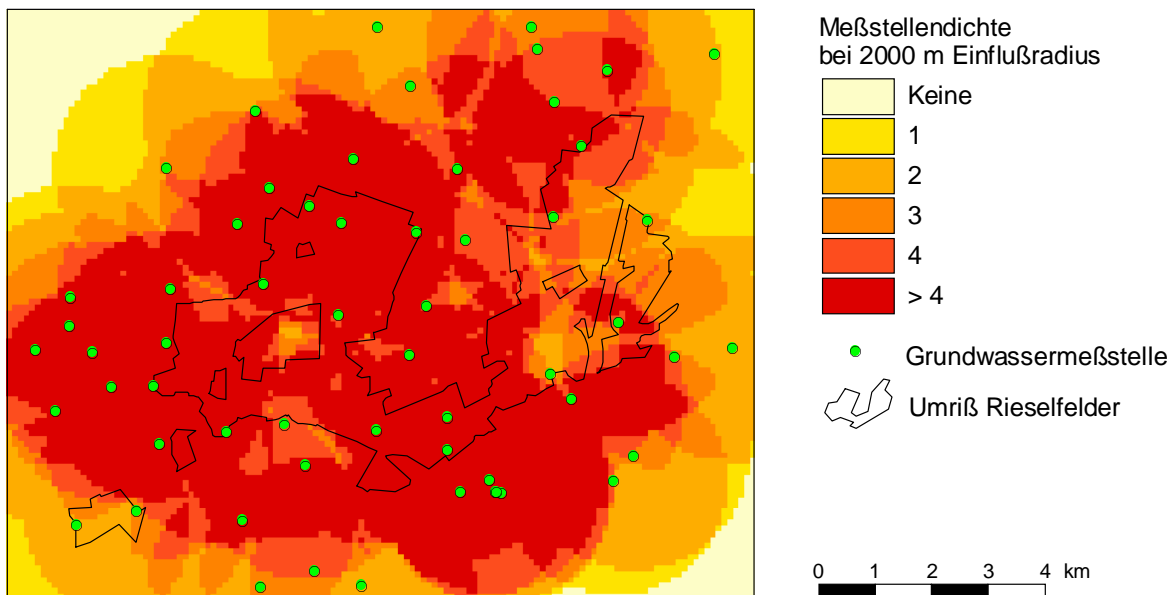 Meßstellendichte
bei 2000 m Einflußradius
Keine
1
2
3
4
> 4
Grundwassermeßstelle
Umriß Rieselfelder
0 1 2 3 4 km